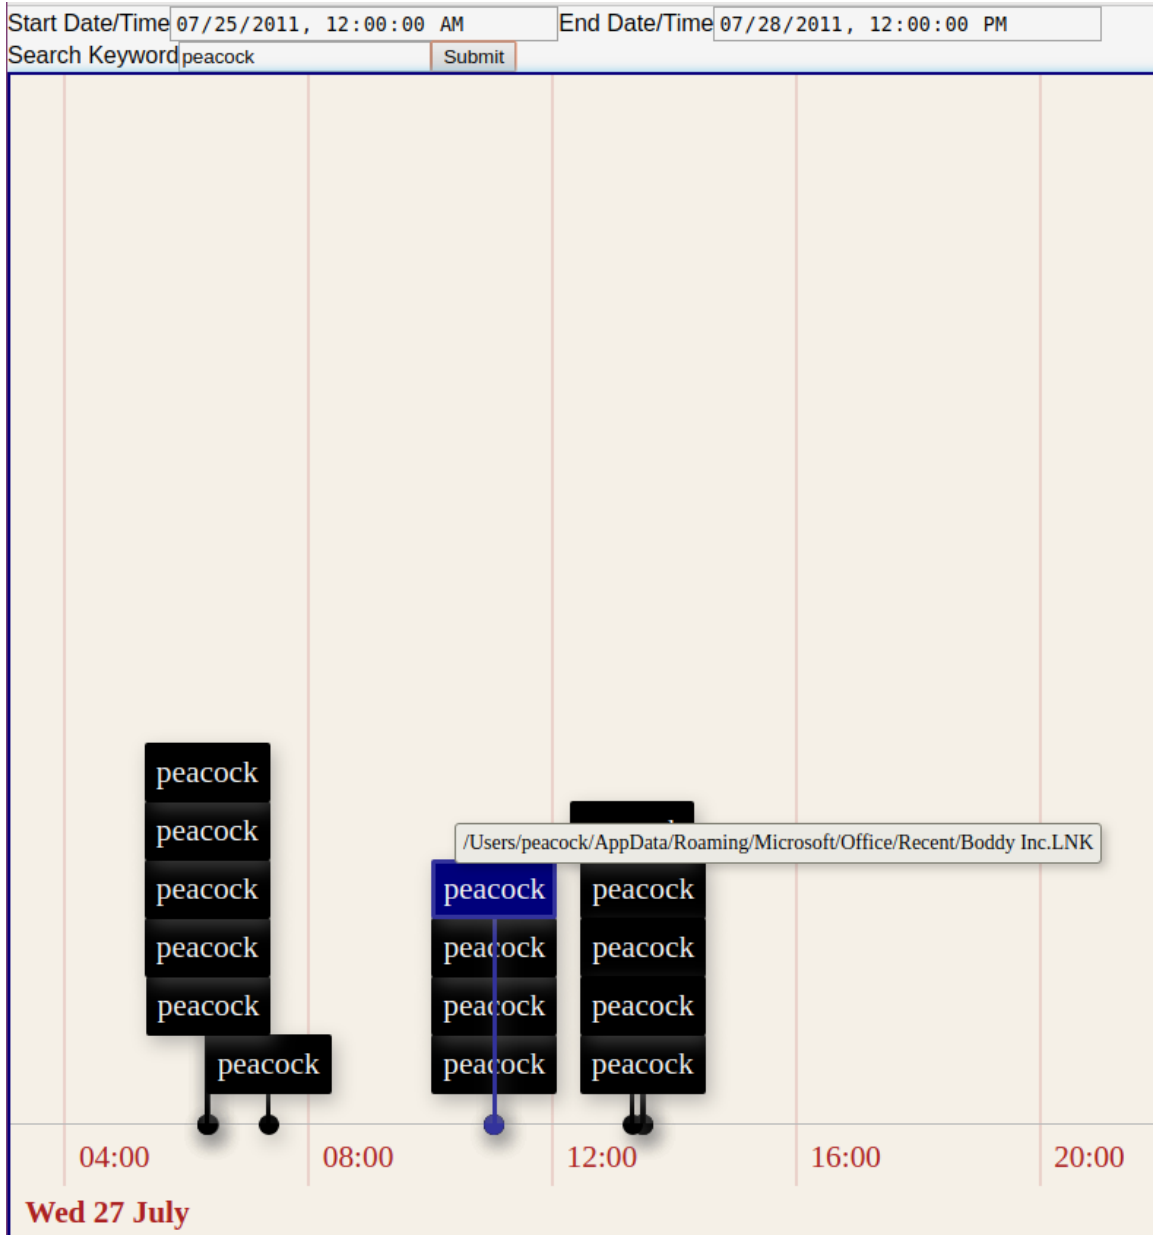 Start Date/Time 07/25/2011, 12:00:00 AM End Date/Time 07/28/2011, 12:00:00 PM
Search Keyword peacock Submit
peacock
peacock
/Users/peacock/AppData/Roaming/Microsoft/Office/Recent/Boddy Inc.LNK
peacock peacock peacock
peacock peacock peacock
peacock peacock peacock
peacock peacock peacock
04:00 08:00 12:00 16:00 20:00
Wed 27 July